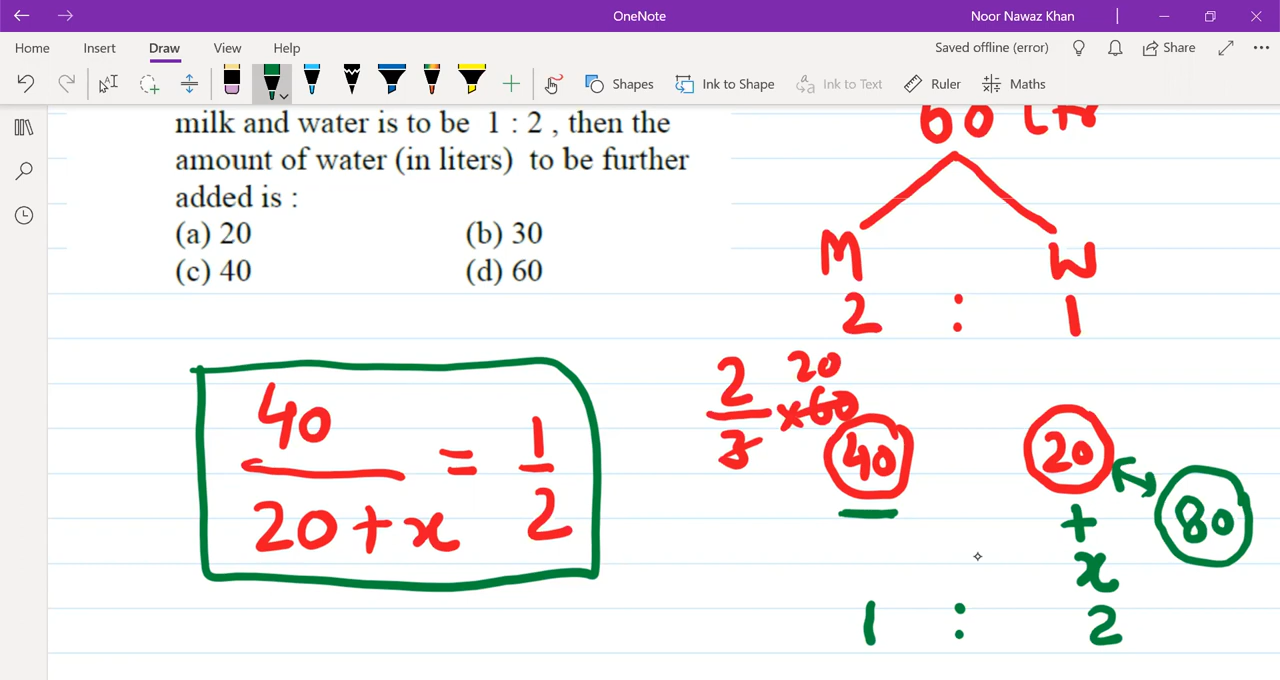 OneNote
Noor Nawaz Khan
Home Insert Draw View Help
Saved offline (error)
Share
Shapes
Ink to Shape
Ink to Text
Ruler
Maths
milk and water is to be 1 : 2 , then the
amount of water (in liters) to be further
added is :
(a) 20 (b) 30
(c) 40 (d) 60
60 Ltr
M W
2 : 1
2/3 × 60 20
40 20
80
+
x
1 : 2
40
20 + x
= 1/2